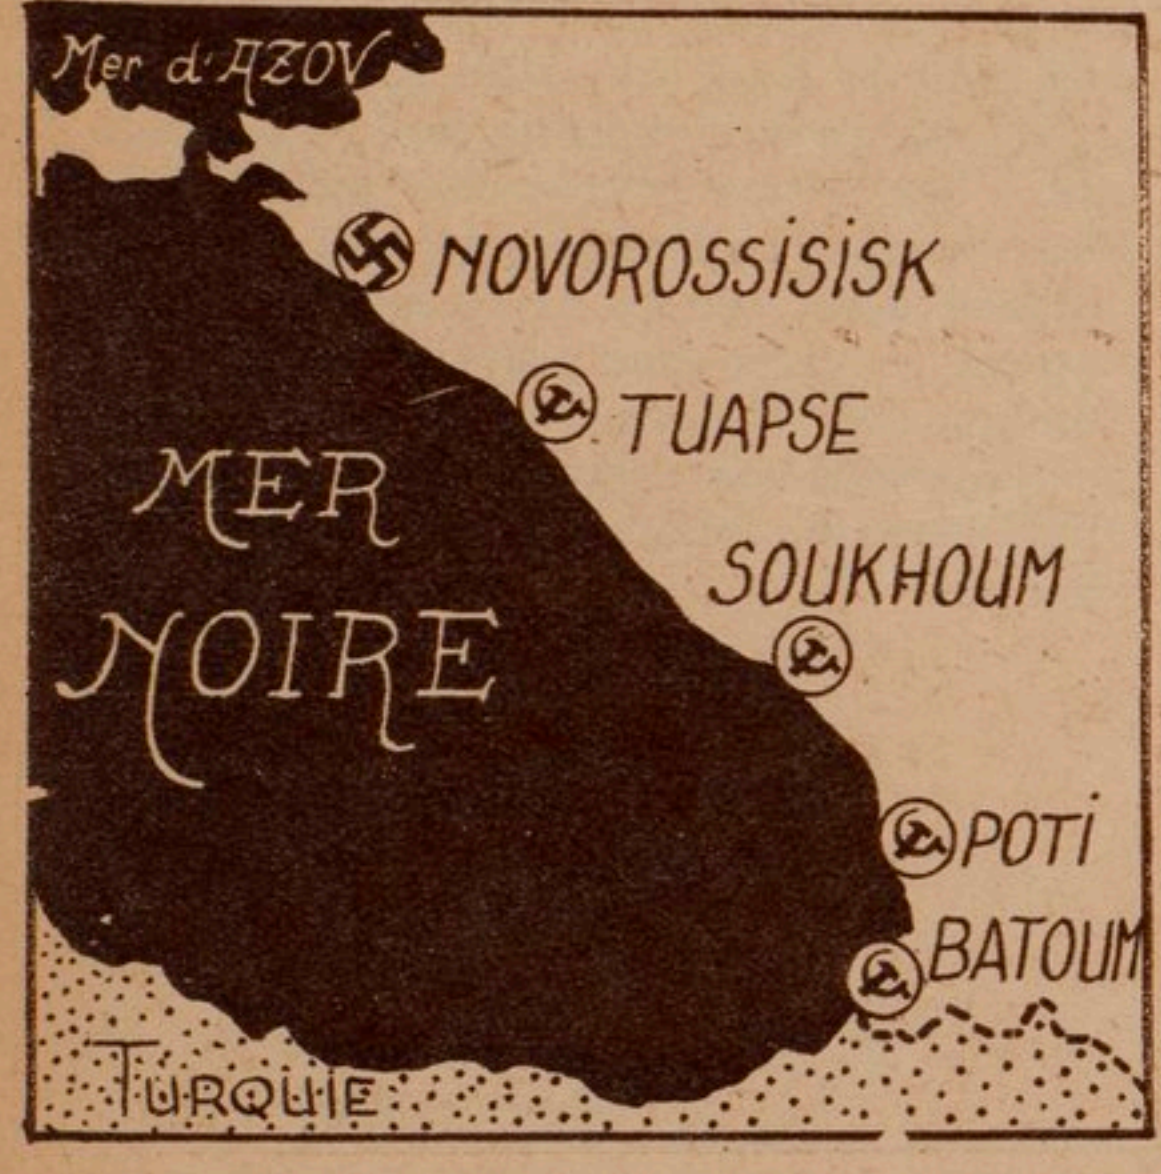 Mer d'AZOV
NOVOROSSiSiSK
TUAPSE
MER
SOUKHOUM
NOIRE
POTi
BATOUM
TURQUIE